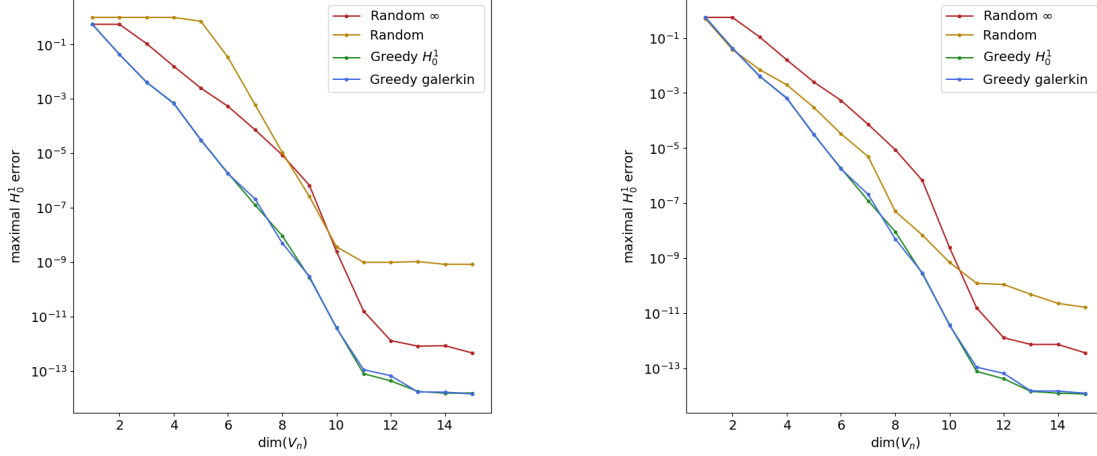 maximal $H_0^1$ error
10⁻¹
10⁻³
10⁻⁵
10⁻⁷
10⁻⁹
10⁻¹¹
10⁻¹³
Random ∞
Random
Greedy $H_0^1$
Greedy galerkin
2 4 6 8 10 12 14
dim($V_n$)
maximal $H_0^1$ error
10⁻¹
10⁻³
10⁻⁵
10⁻⁷
10⁻⁹
10⁻¹¹
10⁻¹³
Random ∞
Random
Greedy $H_0^1$
Greedy galerkin
2 4 6 8 10 12 14
dim($V_n$)